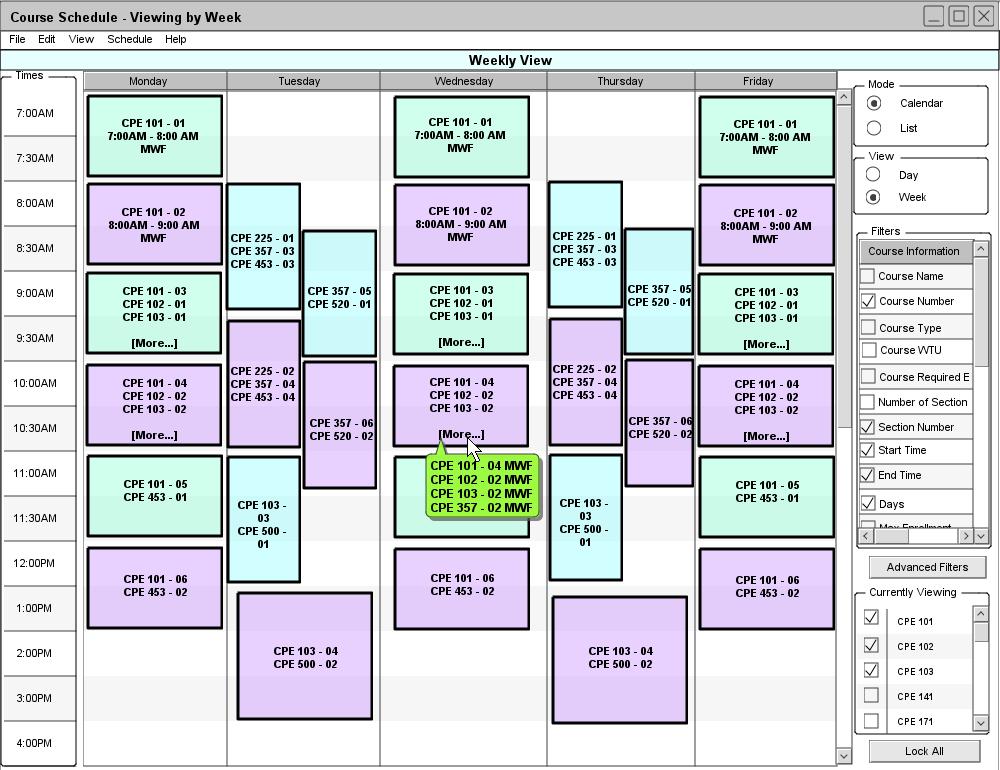 Course Schedule - Viewing by Week
File Edit View Schedule Help
Weekly View
Times
Monday Tuesday Wednesday Thursday Friday
7:00AM
7:30AM
8:00AM
8:30AM
9:00AM
9:30AM
10:00AM
10:30AM
11:00AM
11:30AM
12:00PM
1:00PM
2:00PM
3:00PM
4:00PM
CPE 101 - 01
7:00AM - 8:00 AM
MWF
CPE 101 - 02
8:00AM - 9:00 AM
MWF
CPE 101 - 03
CPE 102 - 01
CPE 103 - 01
[More...]
CPE 101 - 04
CPE 102 - 02
CPE 103 - 02
[More...]
CPE 101 - 05
CPE 453 - 01
CPE 101 - 06
CPE 453 - 02
CPE 225 - 01
CPE 357 - 03
CPE 453 - 03
CPE 357 - 05
CPE 520 - 01
CPE 225 - 02
CPE 357 - 04
CPE 453 - 04
CPE 357 - 06
CPE 520 - 02
CPE 103 -
03
CPE 500 -
01
CPE 103 - 04
CPE 500 - 02
CPE 101 - 01
7:00AM - 8:00 AM
MWF
CPE 101 - 02
8:00AM - 9:00 AM
MWF
CPE 101 - 03
CPE 102 - 01
CPE 103 - 01
[More...]
CPE 101 - 04
CPE 102 - 02
CPE 103 - 02
[More...]
CPE 101 - 04 MWF
CPE 102 - 02 MWF
CPE 103 - 02 MWF
CPE 357 - 02 MWF
CPE 101 - 06
CPE 453 - 02
CPE 225 - 01
CPE 357 - 03
CPE 453 - 03
CPE 357 - 05
CPE 520 - 01
CPE 225 - 02
CPE 357 - 04
CPE 453 - 04
CPE 357 - 06
CPE 520 - 02
CPE 103 -
03
CPE 500 -
01
CPE 103 - 04
CPE 500 - 02
CPE 101 - 01
7:00AM - 8:00 AM
MWF
CPE 101 - 02
8:00AM - 9:00 AM
MWF
CPE 101 - 03
CPE 102 - 01
CPE 103 - 01
[More...]
CPE 101 - 04
CPE 102 - 02
CPE 103 - 02
[More...]
CPE 101 - 05
CPE 453 - 01
CPE 101 - 06
CPE 453 - 02
Mode
Calendar
List
View
Day
Week
Filters
Course Information
Course Name
Course Number
Course Type
Course WTU
Course Required E
Number of Section
Section Number
Start Time
End Time
Days
Max Enrollment
Advanced Filters
Currently Viewing
CPE 101
CPE 102
CPE 103
CPE 141
CPE 171
Lock All